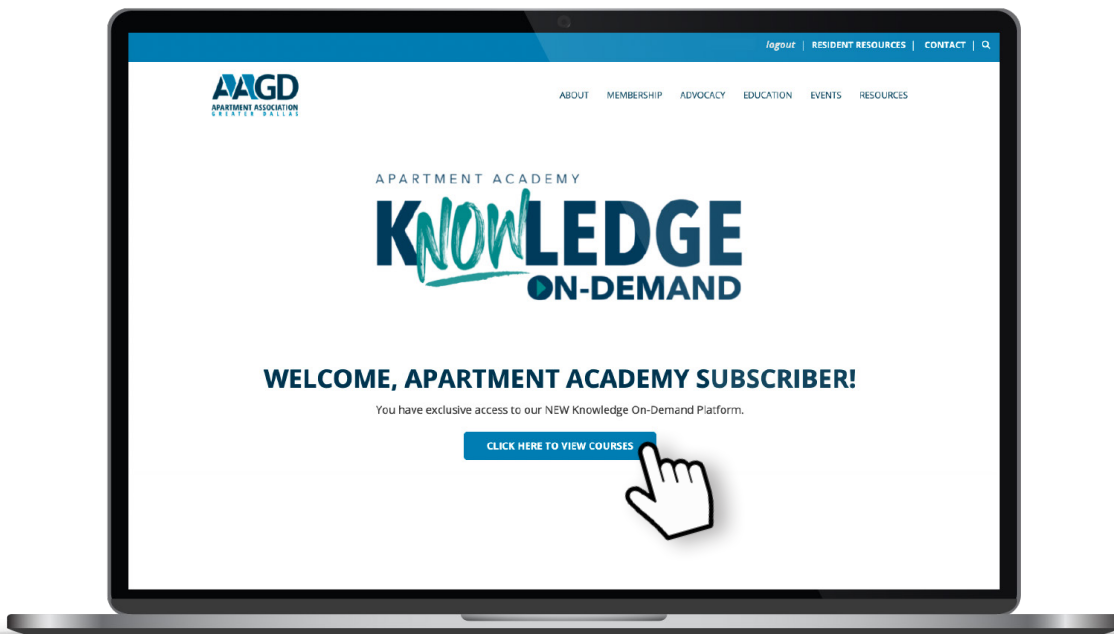 logout | RESIDENT RESOURCES | CONTACT |
AAGD
APARTMENT ASSOCIATION
GREATER DALLAS
ABOUT MEMBERSHIP ADVOCACY EDUCATION EVENTS RESOURCES
APARTMENT ACADEMY
KNOWLEDGE
ON-DEMAND
WELCOME, APARTMENT ACADEMY SUBSCRIBER!
You have exclusive access to our NEW Knowledge On-Demand Platform.
CLICK HERE TO VIEW COURSES